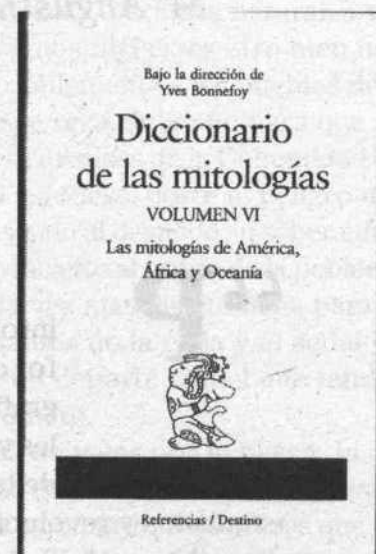 Bajo la dirección de
Yves Bonnefoy
Diccionario
de las mitologías
VOLUMEN VI
Las mitologías de América,
África y Oceanía
Referencias / Destino